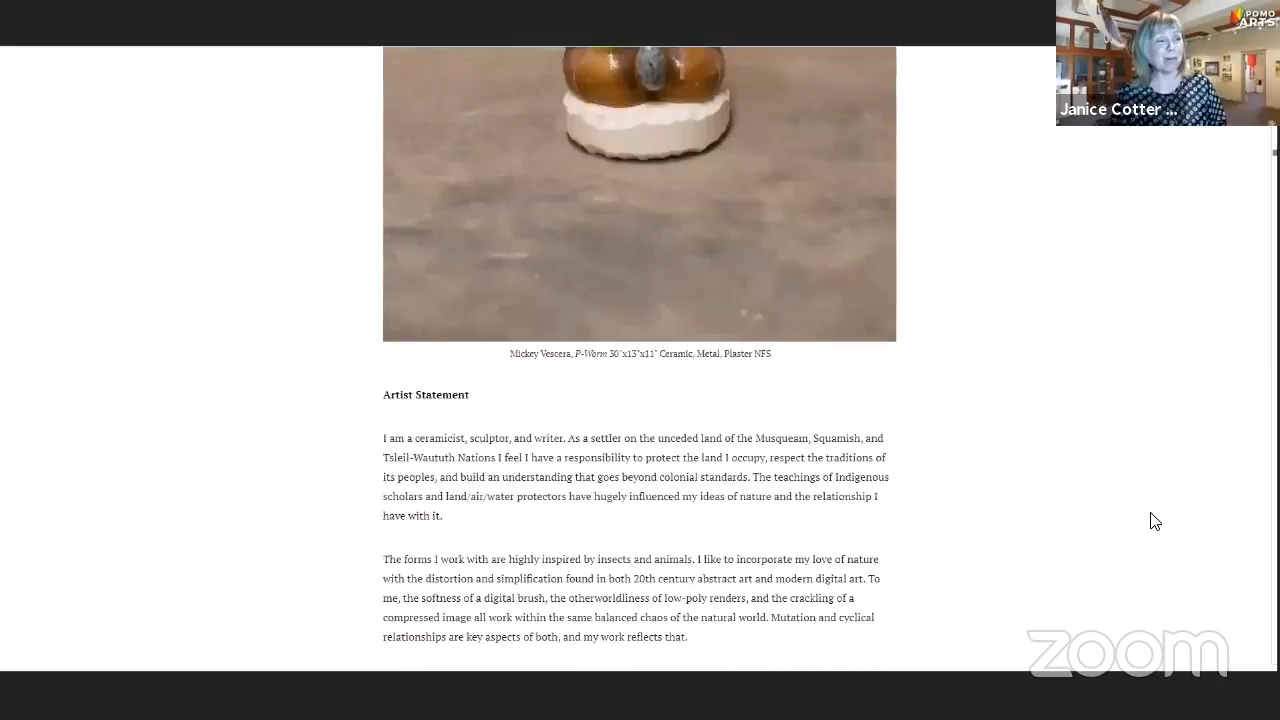 POMO
ARTS
Janice Cotter ...
Mickey Vescera, P-Worm 30"x13"x11" Ceramic, Metal, Plaster NFS
Artist Statement
I am a ceramicist, sculptor, and writer. As a settler on the unceded land of the Musqueam, Squamish, and
Tsleil-Waututh Nations I feel I have a responsibility to protect the land I occupy, respect the traditions of
its peoples, and build an understanding that goes beyond colonial standards. The teachings of Indigenous
scholars and land/air/water protectors have hugely influenced my ideas of nature and the relationship I
have with it.
The forms I work with are highly inspired by insects and animals. I like to incorporate my love of nature
with the distortion and simplification found in both 20th century abstract art and modern digital art. To
me, the softness of a digital brush, the otherworldliness of low-poly renders, and the crackling of a
compressed image all work within the same balanced chaos of the natural world. Mutation and cyclical
relationships are key aspects of both, and my work reflects that.
zoom